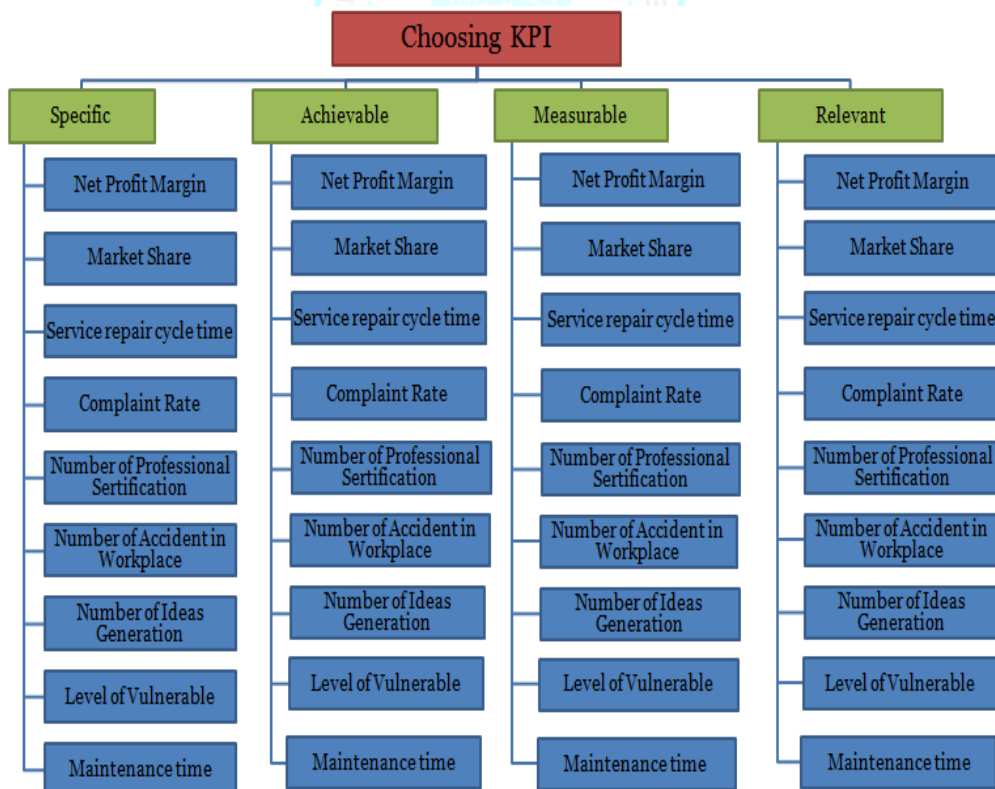 Choosing KPI
Specific
Net Profit Margin
Market Share
Service repair cycle time
Complaint Rate
Number of Professional
Sertification
Number of Accident in
Workplace
Number of Ideas
Generation
Level of Vulnerable
Maintenance time
Achievable
Net Profit Margin
Market Share
Service repair cycle time
Complaint Rate
Number of Professional
Sertification
Number of Accident in
Workplace
Number of Ideas
Generation
Level of Vulnerable
Maintenance time
Measurable
Net Profit Margin
Market Share
Service repair cycle time
Complaint Rate
Number of Professional
Sertification
Number of Accident in
Workplace
Number of Ideas
Generation
Level of Vulnerable
Maintenance time
Relevant
Net Profit Margin
Market Share
Service repair cycle time
Complaint Rate
Number of Professional
Sertification
Number of Accident in
Workplace
Number of Ideas
Generation
Level of Vulnerable
Maintenance time